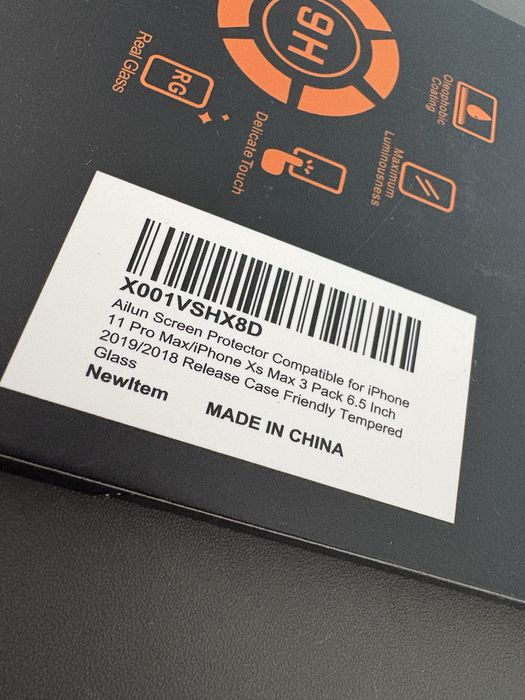 9H
Real Glass
RG
Delicate Touch
Oleophobic
Coating
Maximum
Luminousness
X001VSHX8D
Ailun Screen Protector Compatible for iPhone
11 Pro Max/iPhone Xs Max 3 Pack 6.5 Inch
2019/2018 Release Case Friendly Tempered
Glass
NewItem
MADE IN CHINA